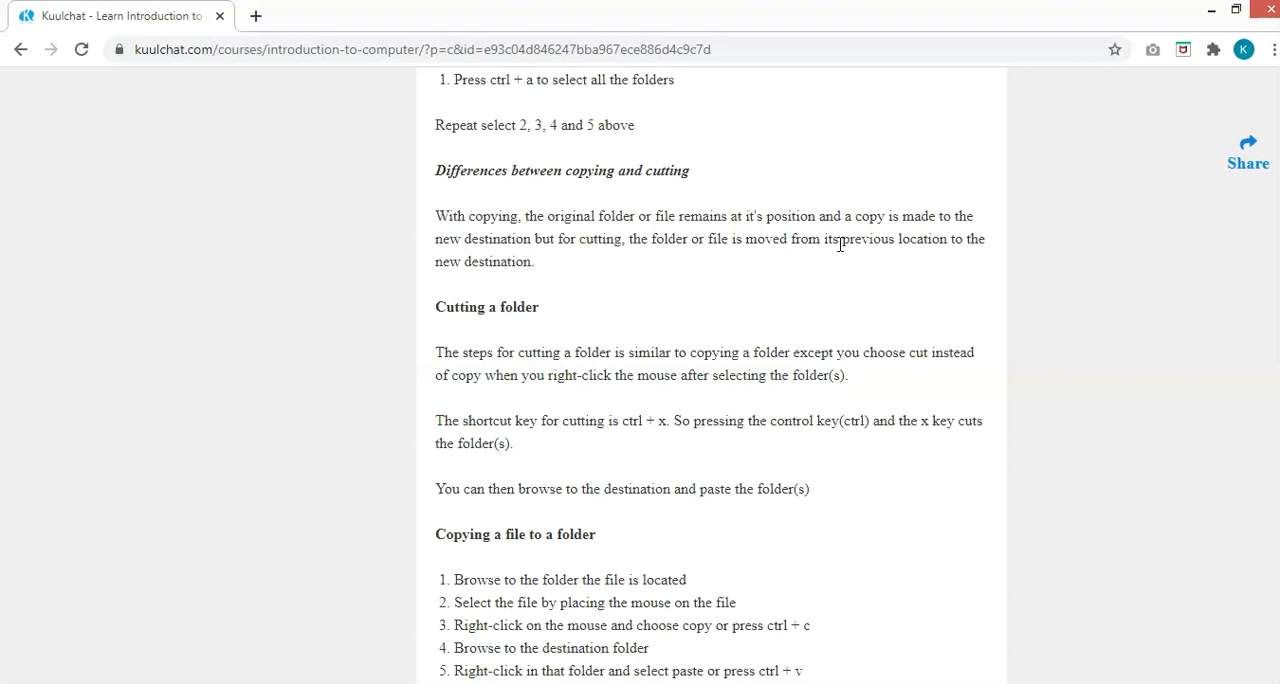 Kuulchat - Learn Introduction to
kuulchat.com/courses/introduction-to-computer/?p=c&id=e93c04d846247bba967ece886d4c9c7d
K
1. Press ctrl + a to select all the folders
Repeat select 2, 3, 4 and 5 above
Share
Differences between copying and cutting
With copying, the original folder or file remains at it's position and a copy is made to the
new destination but for cutting, the folder or file is moved from its previous location to the
new destination.
Cutting a folder
The steps for cutting a folder is similar to copying a folder except you choose cut instead
of copy when you right-click the mouse after selecting the folder(s).
The shortcut key for cutting is ctrl + x. So pressing the control key(ctrl) and the x key cuts
the folder(s).
You can then browse to the destination and paste the folder(s)
Copying a file to a folder
1. Browse to the folder the file is located
2. Select the file by placing the mouse on the file
3. Right-click on the mouse and choose copy or press ctrl + c
4. Browse to the destination folder
5. Right-click in that folder and select paste or press ctrl + v